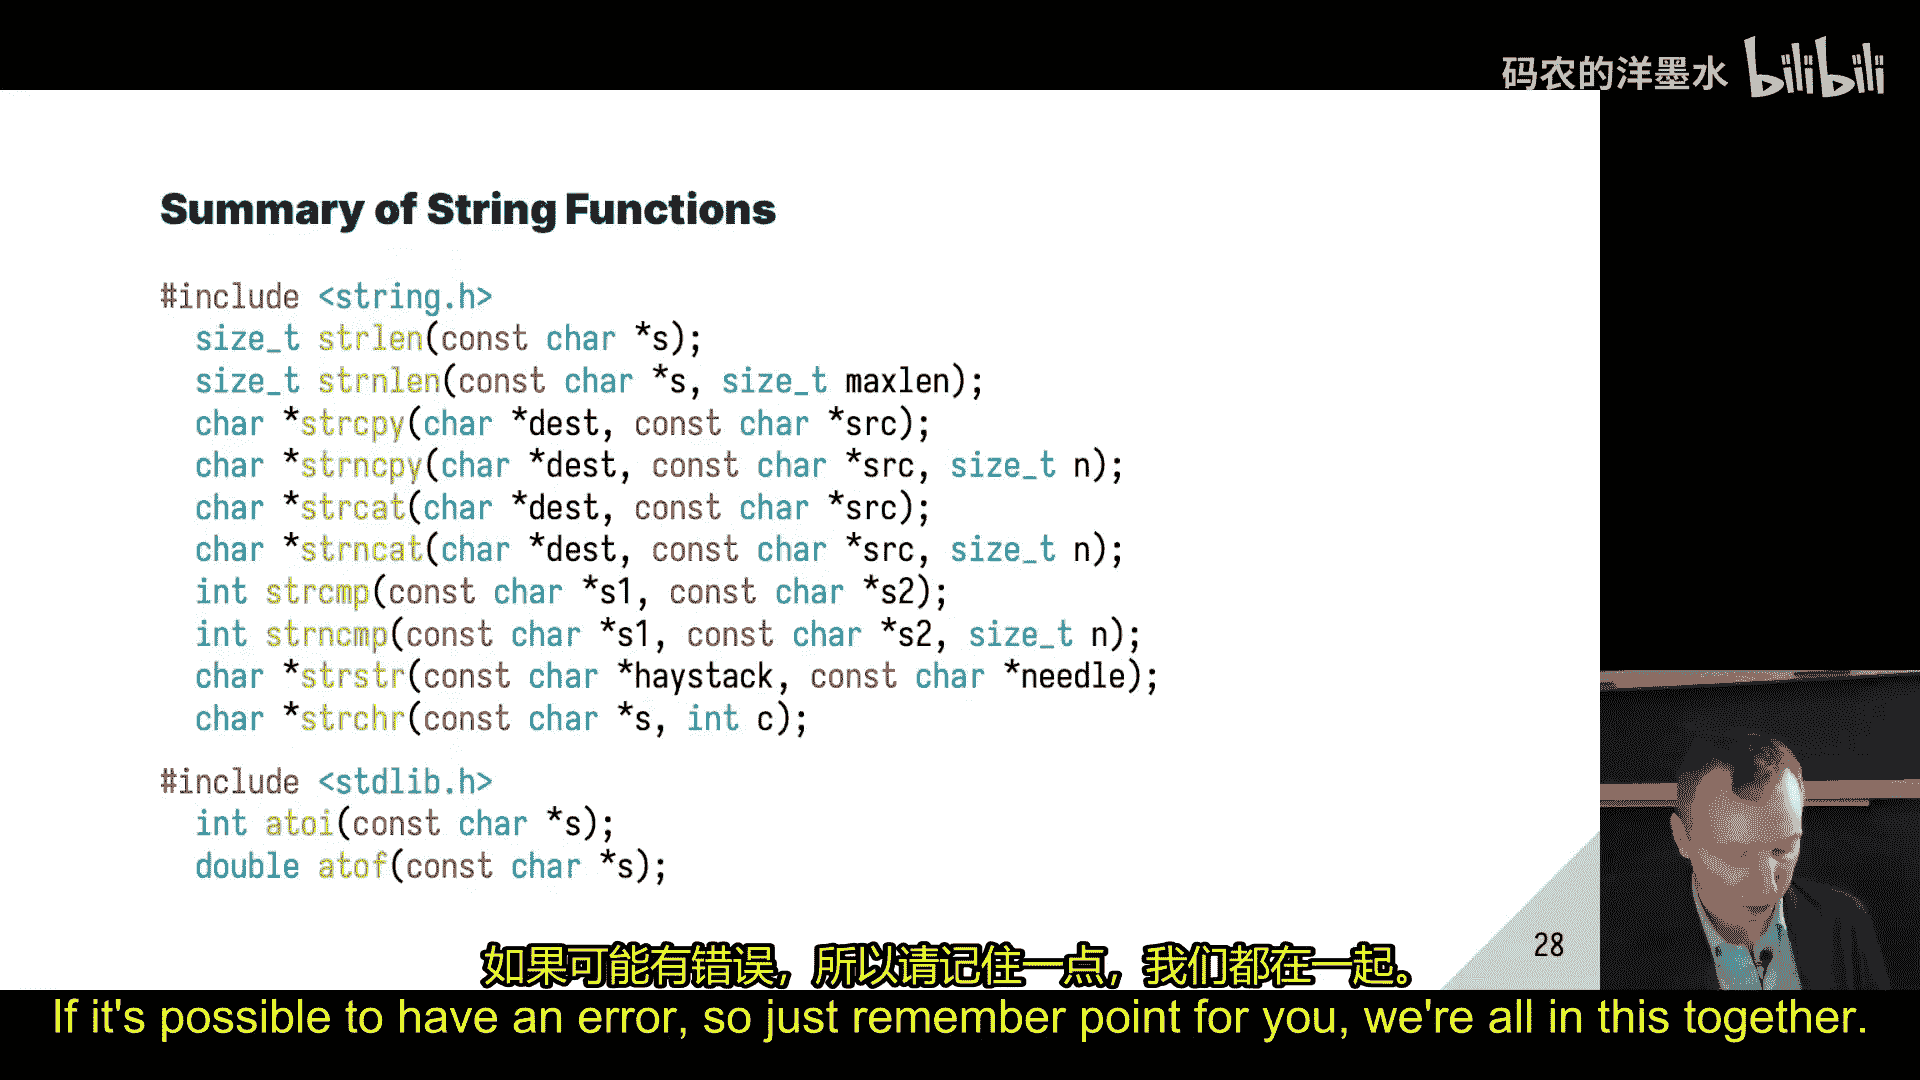 码农的洋墨水 bilibili
Summary of String Functions
#include <string.h>
size_t strlen(const char *s);
size_t strnlen(const char *s, size_t maxlen);
char *strcpy(char *dest, const char *src);
char *strncpy(char *dest, const char *src, size_t n);
char *strcat(char *dest, const char *src);
char *strncat(char *dest, const char *src, size_t n);
int strcmp(const char *s1, const char *s2);
int strncmp(const char *s1, const char *s2, size_t n);
char *strstr(const char *haystack, const char *needle);
char *strchr(const char *s, int c);
#include <stdlib.h>
int atoi(const char *s);
double atof(const char *s);
28
如果可能有错误，所以请记住一点，我们都在一起。
If it's possible to have an error, so just remember point for you, we're all in this together.